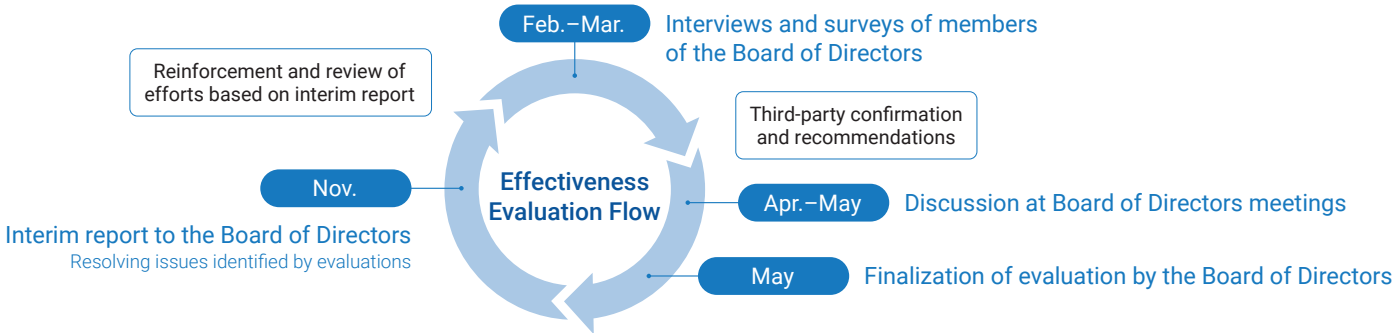 Feb.–Mar.
Interviews and surveys of members
of the Board of Directors
Reinforcement and review of
efforts based on interim report
Third-party confirmation
and recommendations
Effectiveness
Evaluation Flow
Nov.
Interim report to the Board of Directors
Resolving issues identified by evaluations
Apr.–May
Discussion at Board of Directors meetings
May
Finalization of evaluation by the Board of Directors